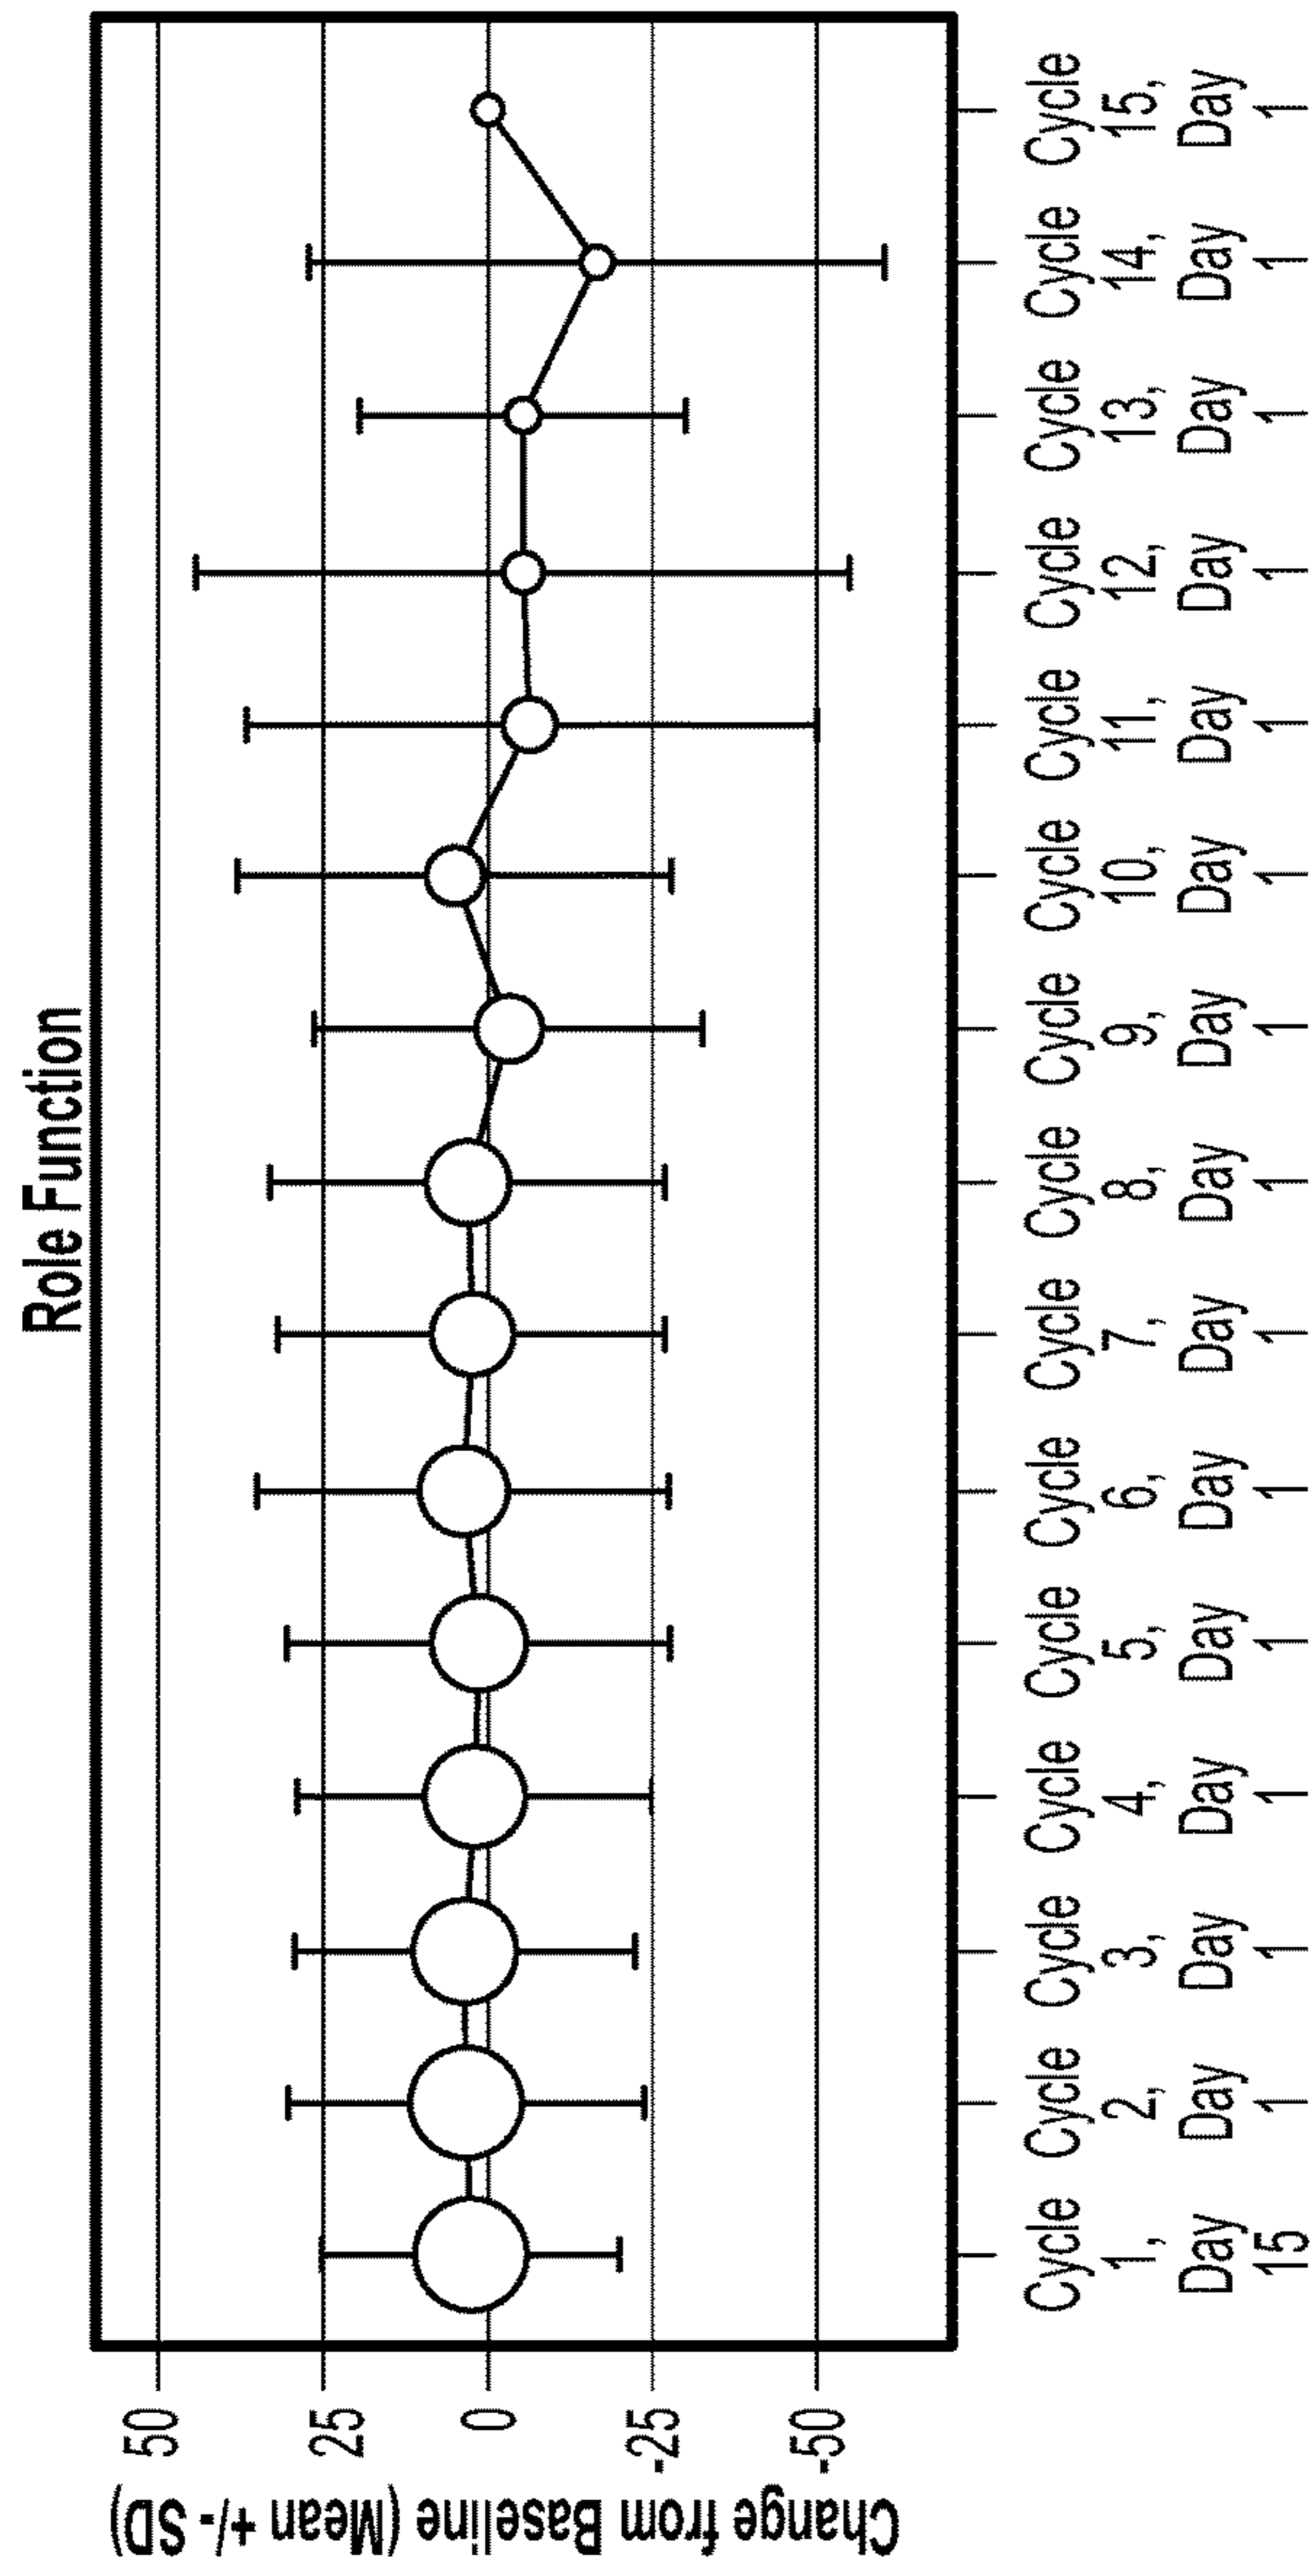 Role Function
Change from Baseline (Mean +/- SD)
50
25
0
-25
-50
Cycle
1,
Day
15
Cycle
2,
Day
1
Cycle
3,
Day
1
Cycle
4,
Day
1
Cycle
5,
Day
1
Cycle
6,
Day
1
Cycle
7,
Day
1
Cycle
8,
Day
1
Cycle
9,
Day
1
Cycle
10,
Day
1
Cycle
11,
Day
1
Cycle
12,
Day
1
Cycle
13,
Day
1
Cycle
14,
Day
1
Cycle
15,
Day
1